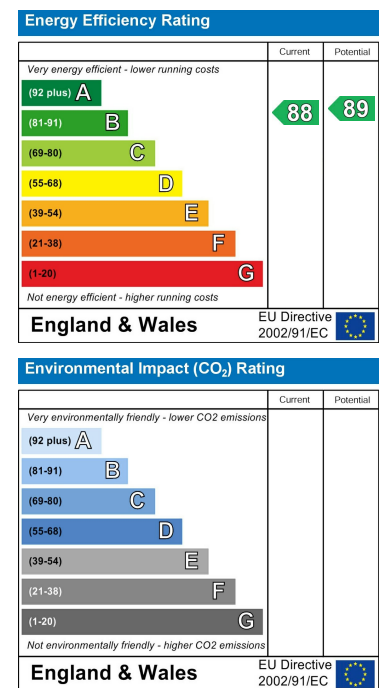 Energy Efficiency Rating
Current Potential
Very energy efficient - lower running costs
(92 plus) A
(81-91) B 88 89
(69-80) C
(55-68) D
(39-54) E
(21-38) F
(1-20) G
Not energy efficient - higher running costs
England & Wales EU Directive
2002/91/EC
Environmental Impact (CO₂) Rating
Current Potential
Very environmentally friendly - lower CO2 emissions
(92 plus) A
(81-91) B
(69-80) C
(55-68) D
(39-54) E
(21-38) F
(1-20) G
Not environmentally friendly - higher CO2 emissions
England & Wales EU Directive
2002/91/EC